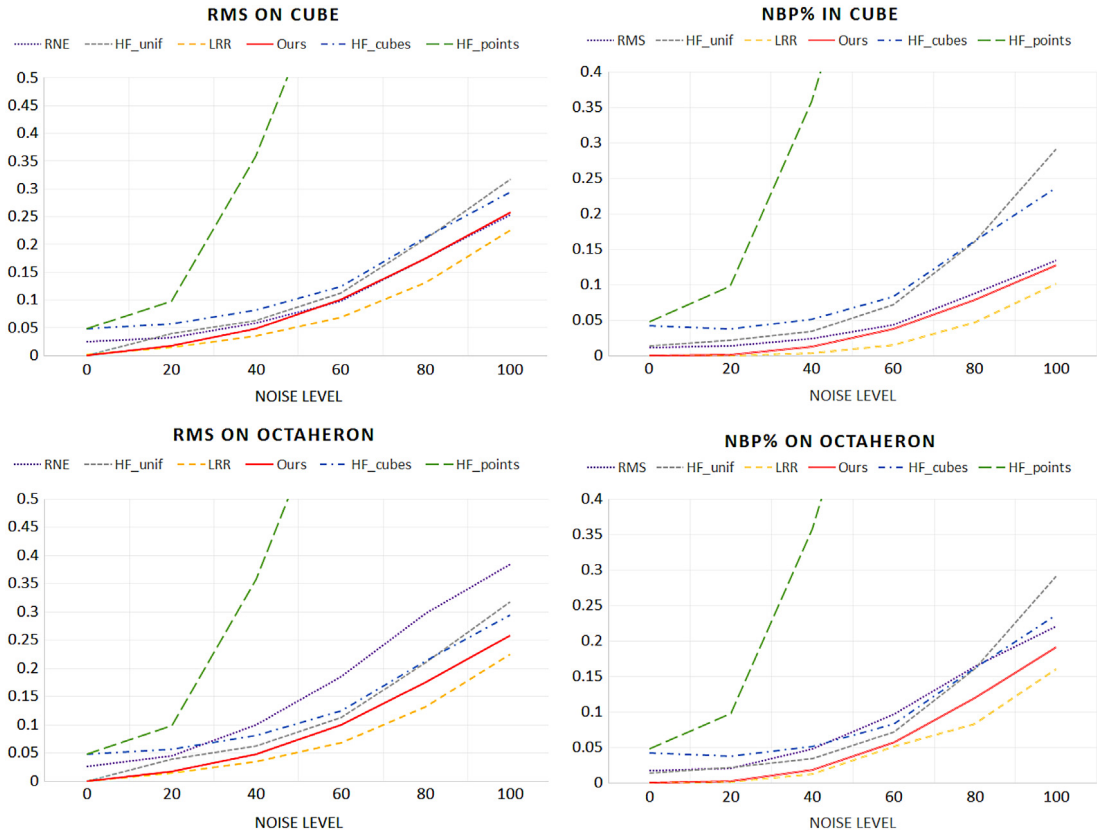 RMS ON CUBE
RNE HF_unif LRR Ours HF_cubes HF_points
0.5
0.45
0.4
0.35
0.3
0.25
0.2
0.15
0.1
0.05
0
0 20 40 60 80 100
NOISE LEVEL
NBP% IN CUBE
RMS HF_unif LRR Ours HF_cubes HF_points
0.4
0.35
0.3
0.25
0.2
0.15
0.1
0.05
0
0 20 40 60 80 100
NOISE LEVEL
RMS ON OCTAHERON
RNE HF_unif LRR Ours HF_cubes HF_points
0.5
0.45
0.4
0.35
0.3
0.25
0.2
0.15
0.1
0.05
0
0 20 40 60 80 100
NOISE LEVEL
NBP% ON OCTAHERON
RMS HF_unif LRR Ours HF_cubes HF_points
0.4
0.35
0.3
0.25
0.2
0.15
0.1
0.05
0
0 20 40 60 80 100
NOISE LEVEL